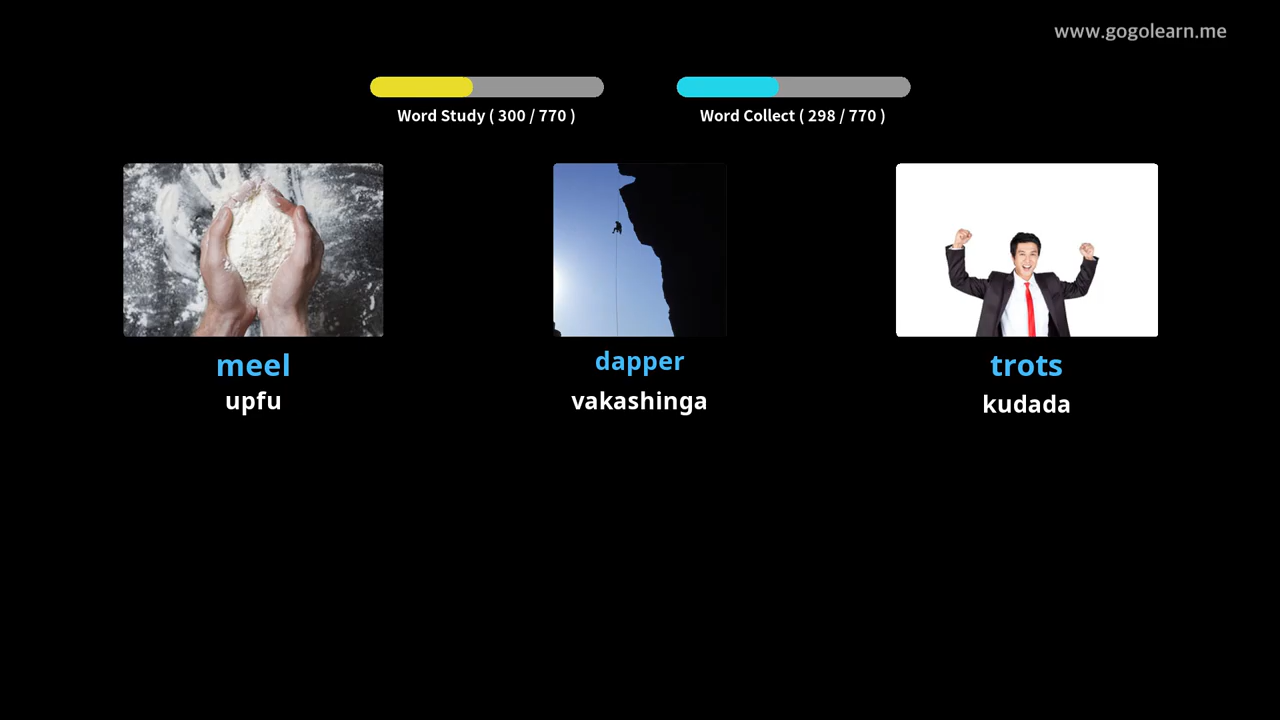 www.gogolearn.me
Word Study ( 300 / 770 )
Word Collect ( 298 / 770 )
meel
upfu
dapper
vakashinga
trots
kudada